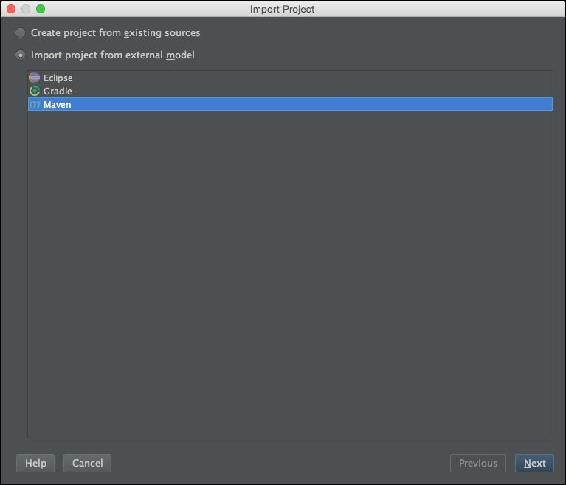 Import Project
Create project from existing sources
Import project from external model
Eclipse
Gradle
Maven
Help
Cancel
Previous
Next